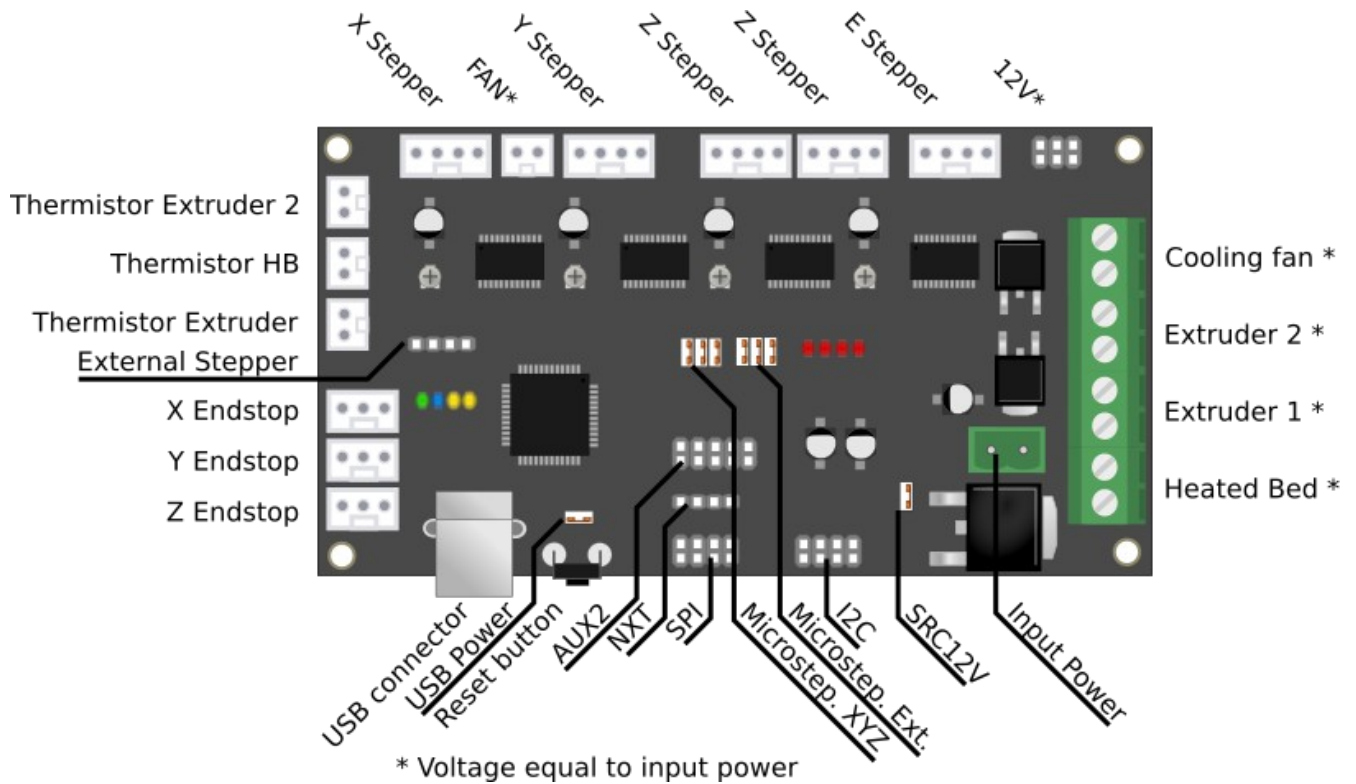 X Stepper
FAN*
Y Stepper
Z Stepper
Z Stepper
E Stepper
12V*
Thermistor Extruder 2
Thermistor HB
Thermistor Extruder
External Stepper
X Endstop
Y Endstop
Z Endstop
Cooling fan *
Extruder 2 *
Extruder 1 *
Heated Bed *
USB connector
USB Power
Reset button
AUX2
NXT
SPI
Microstep. XYZ
Microstep. Ext.
I2C
SRC12V
Input Power
* Voltage equal to input power